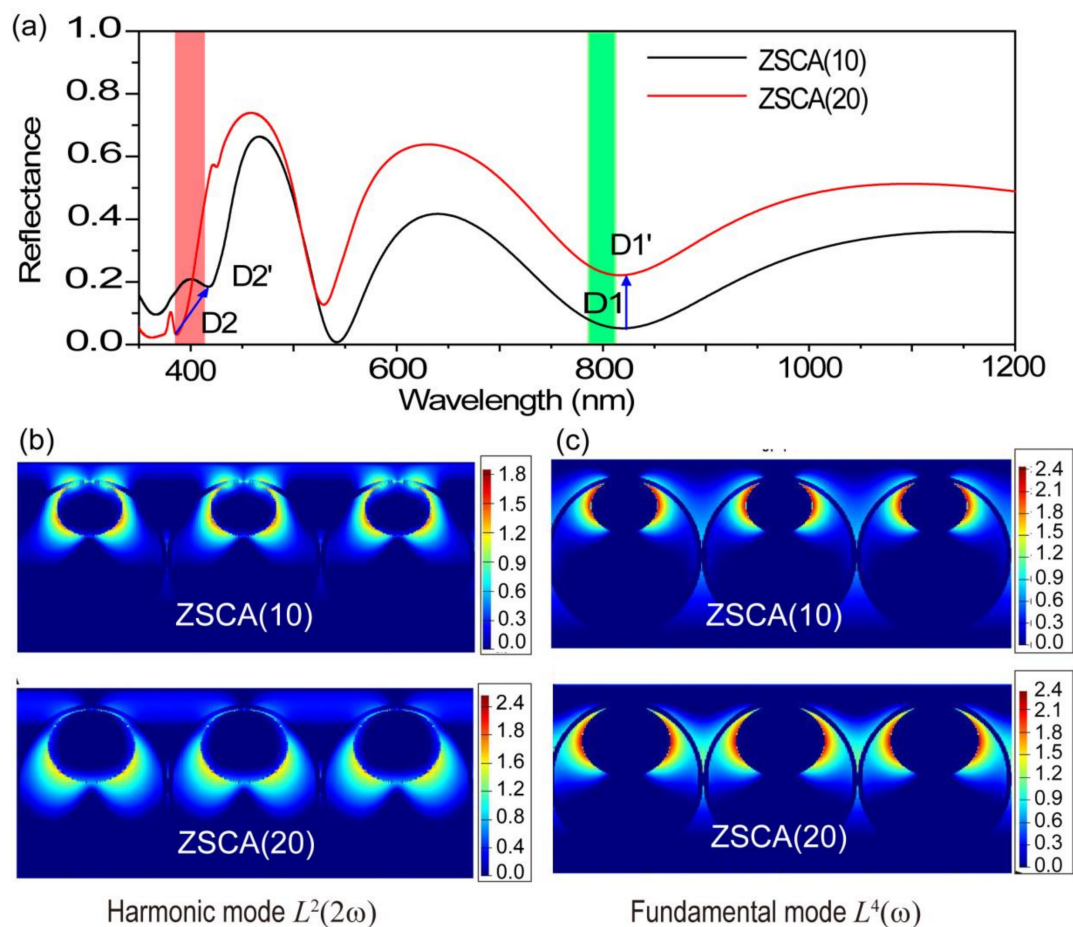 (a)
1.0
0.8
0.6
0.4
0.2
0.0
Reflectance
ZSCA(10)
ZSCA(20)
D1'
D1
D2'
D2
400
600
800
1000
1200
Wavelength (nm)
(b)
(c)
ZSCA(10)
1.8
1.5
1.2
0.9
0.6
0.3
0.0
ZSCA(10)
2.4
2.1
1.8
1.5
1.2
0.9
0.6
0.3
0.0
ZSCA(20)
2.4
2.0
1.6
1.2
0.8
0.4
0.0
ZSCA(20)
2.4
2.1
1.8
1.5
1.2
0.9
0.6
0.3
0.0
Harmonic mode L²(2ω)
Fundamental mode L⁴(ω)